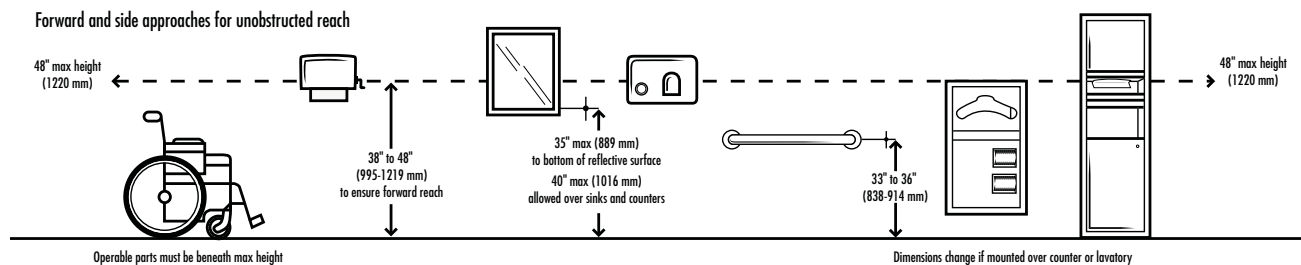 Forward and side approaches for unobstructed reach
48" max height
(1220 mm)
38" to 48"
(995-1219 mm)
to ensure forward reach
35" max (889 mm)
to bottom of reflective surface
40" max (1016 mm)
allowed over sinks and counters
33" to 36"
(838-914 mm)
48" max height
(1220 mm)
Operable parts must be beneath max height
Dimensions change if mounted over counter or lavatory